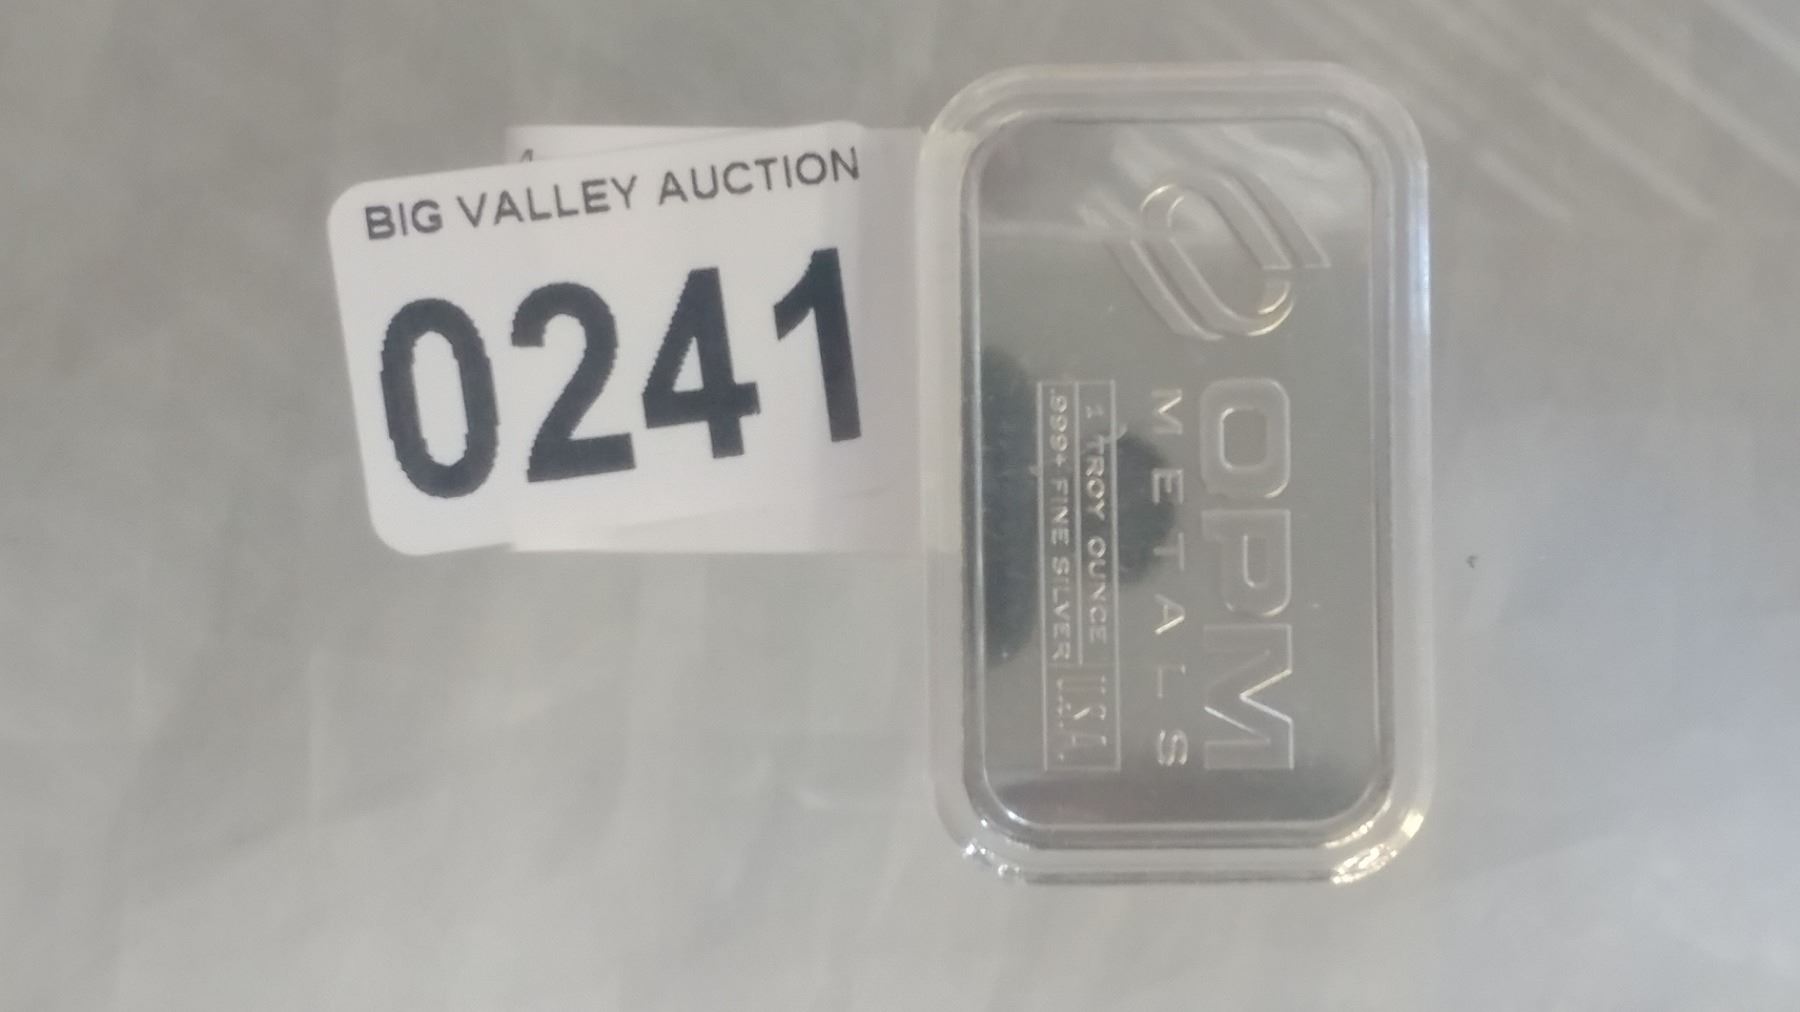 BIG VALLEY AUCTION
0241
OPM
METALS
1 TROY OUNCE
.999+ FINE SILVER
U.S.A.